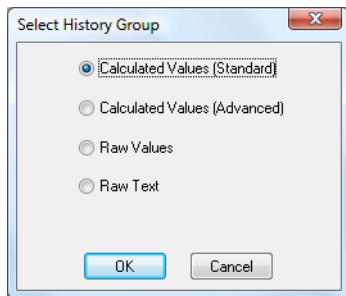 Select History Group
Calculated Values (Standard)
Calculated Values (Advanced)
Raw Values
Raw Text
OK Cancel